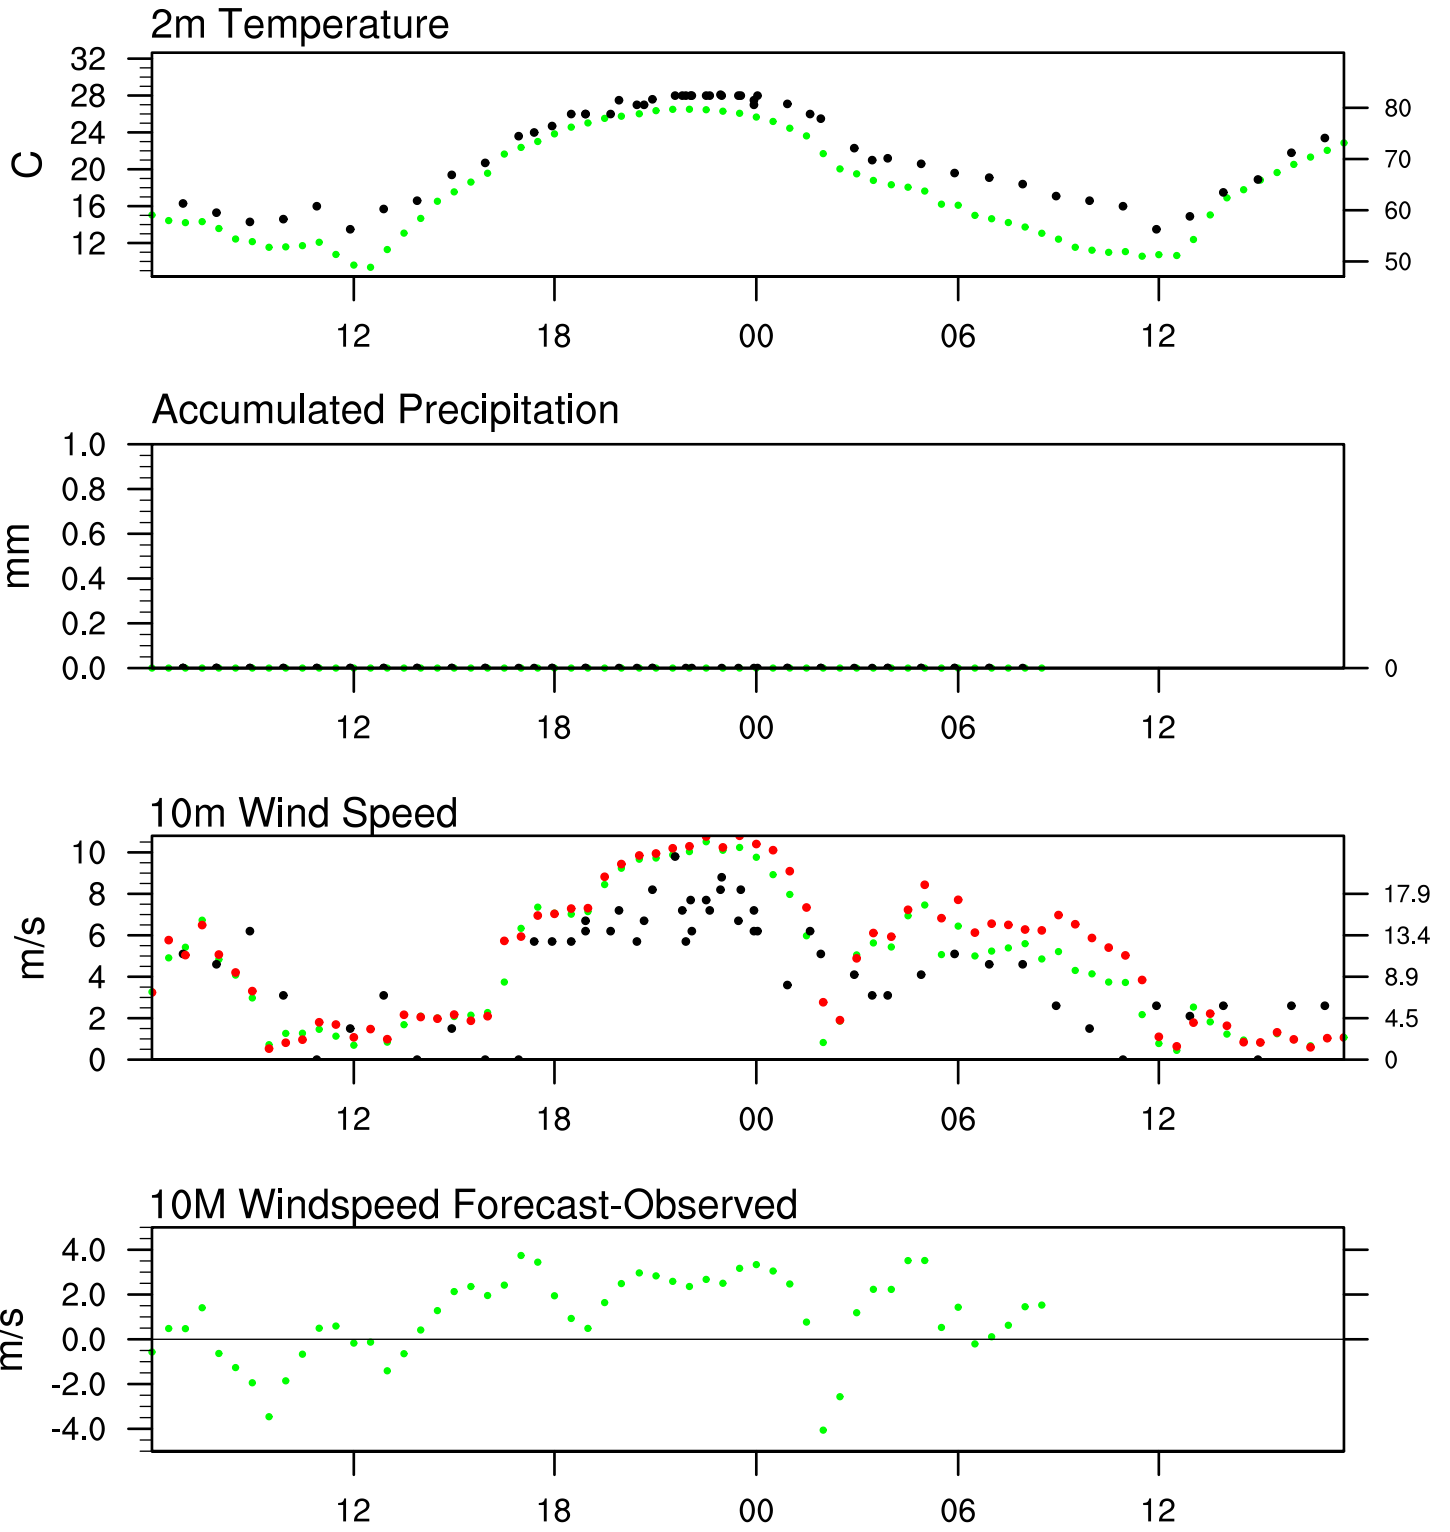 2m Temperature
32
28
24
20
16
12
C
80
70
60
50
12 18 00 06 12
Accumulated Precipitation
1.0
0.8
0.6
0.4
0.2
0.0
mm
0
12 18 00 06 12
10m Wind Speed
10
8
6
4
2
0
m/s
17.9
13.4
8.9
4.5
0
12 18 00 06 12
10M Windspeed Forecast-Observed
4.0
2.0
0.0
-2.0
-4.0
m/s
12 18 00 06 12